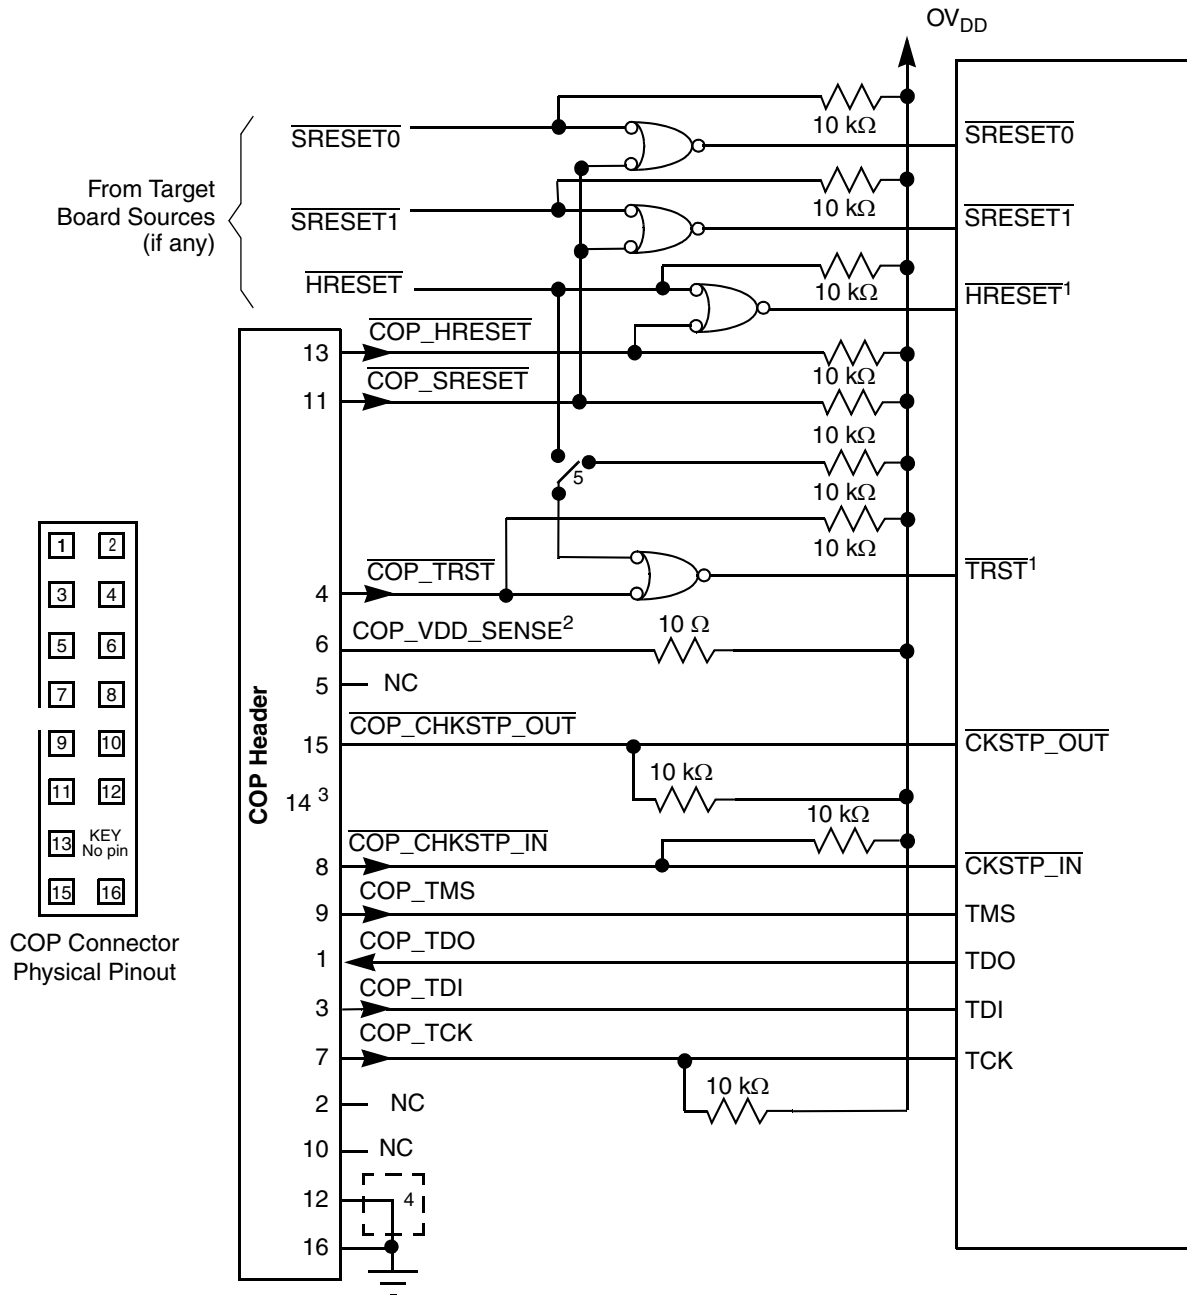 OVDD
10 kΩ
SRESET0
SRESET0
From Target
Board Sources
(if any)
10 kΩ
SRESET1
SRESET1
HRESET
10 kΩ
HRESET1
COP_HRESET
13
10 kΩ
COP_SRESET
11
10 kΩ
5
10 kΩ
10 kΩ
COP_TRST
4
TRST1
COP_VDD_SENSE2
10 Ω
6
5
NC
COP_CHKSTP_OUT
15
CKSTP_OUT
10 kΩ
14 3
10 kΩ
COP_CHKSTP_IN
8
CKSTP_IN
COP_TMS
9
TMS
COP_TDO
1
TDO
COP_TDI
3
TDI
COP_TCK
7
TCK
10 kΩ
2
NC
10
NC
12
4
16
COP Header
1 2
3 4
5 6
7 8
9 10
11 12
13 KEY
No pin
15 16
COP Connector
Physical Pinout